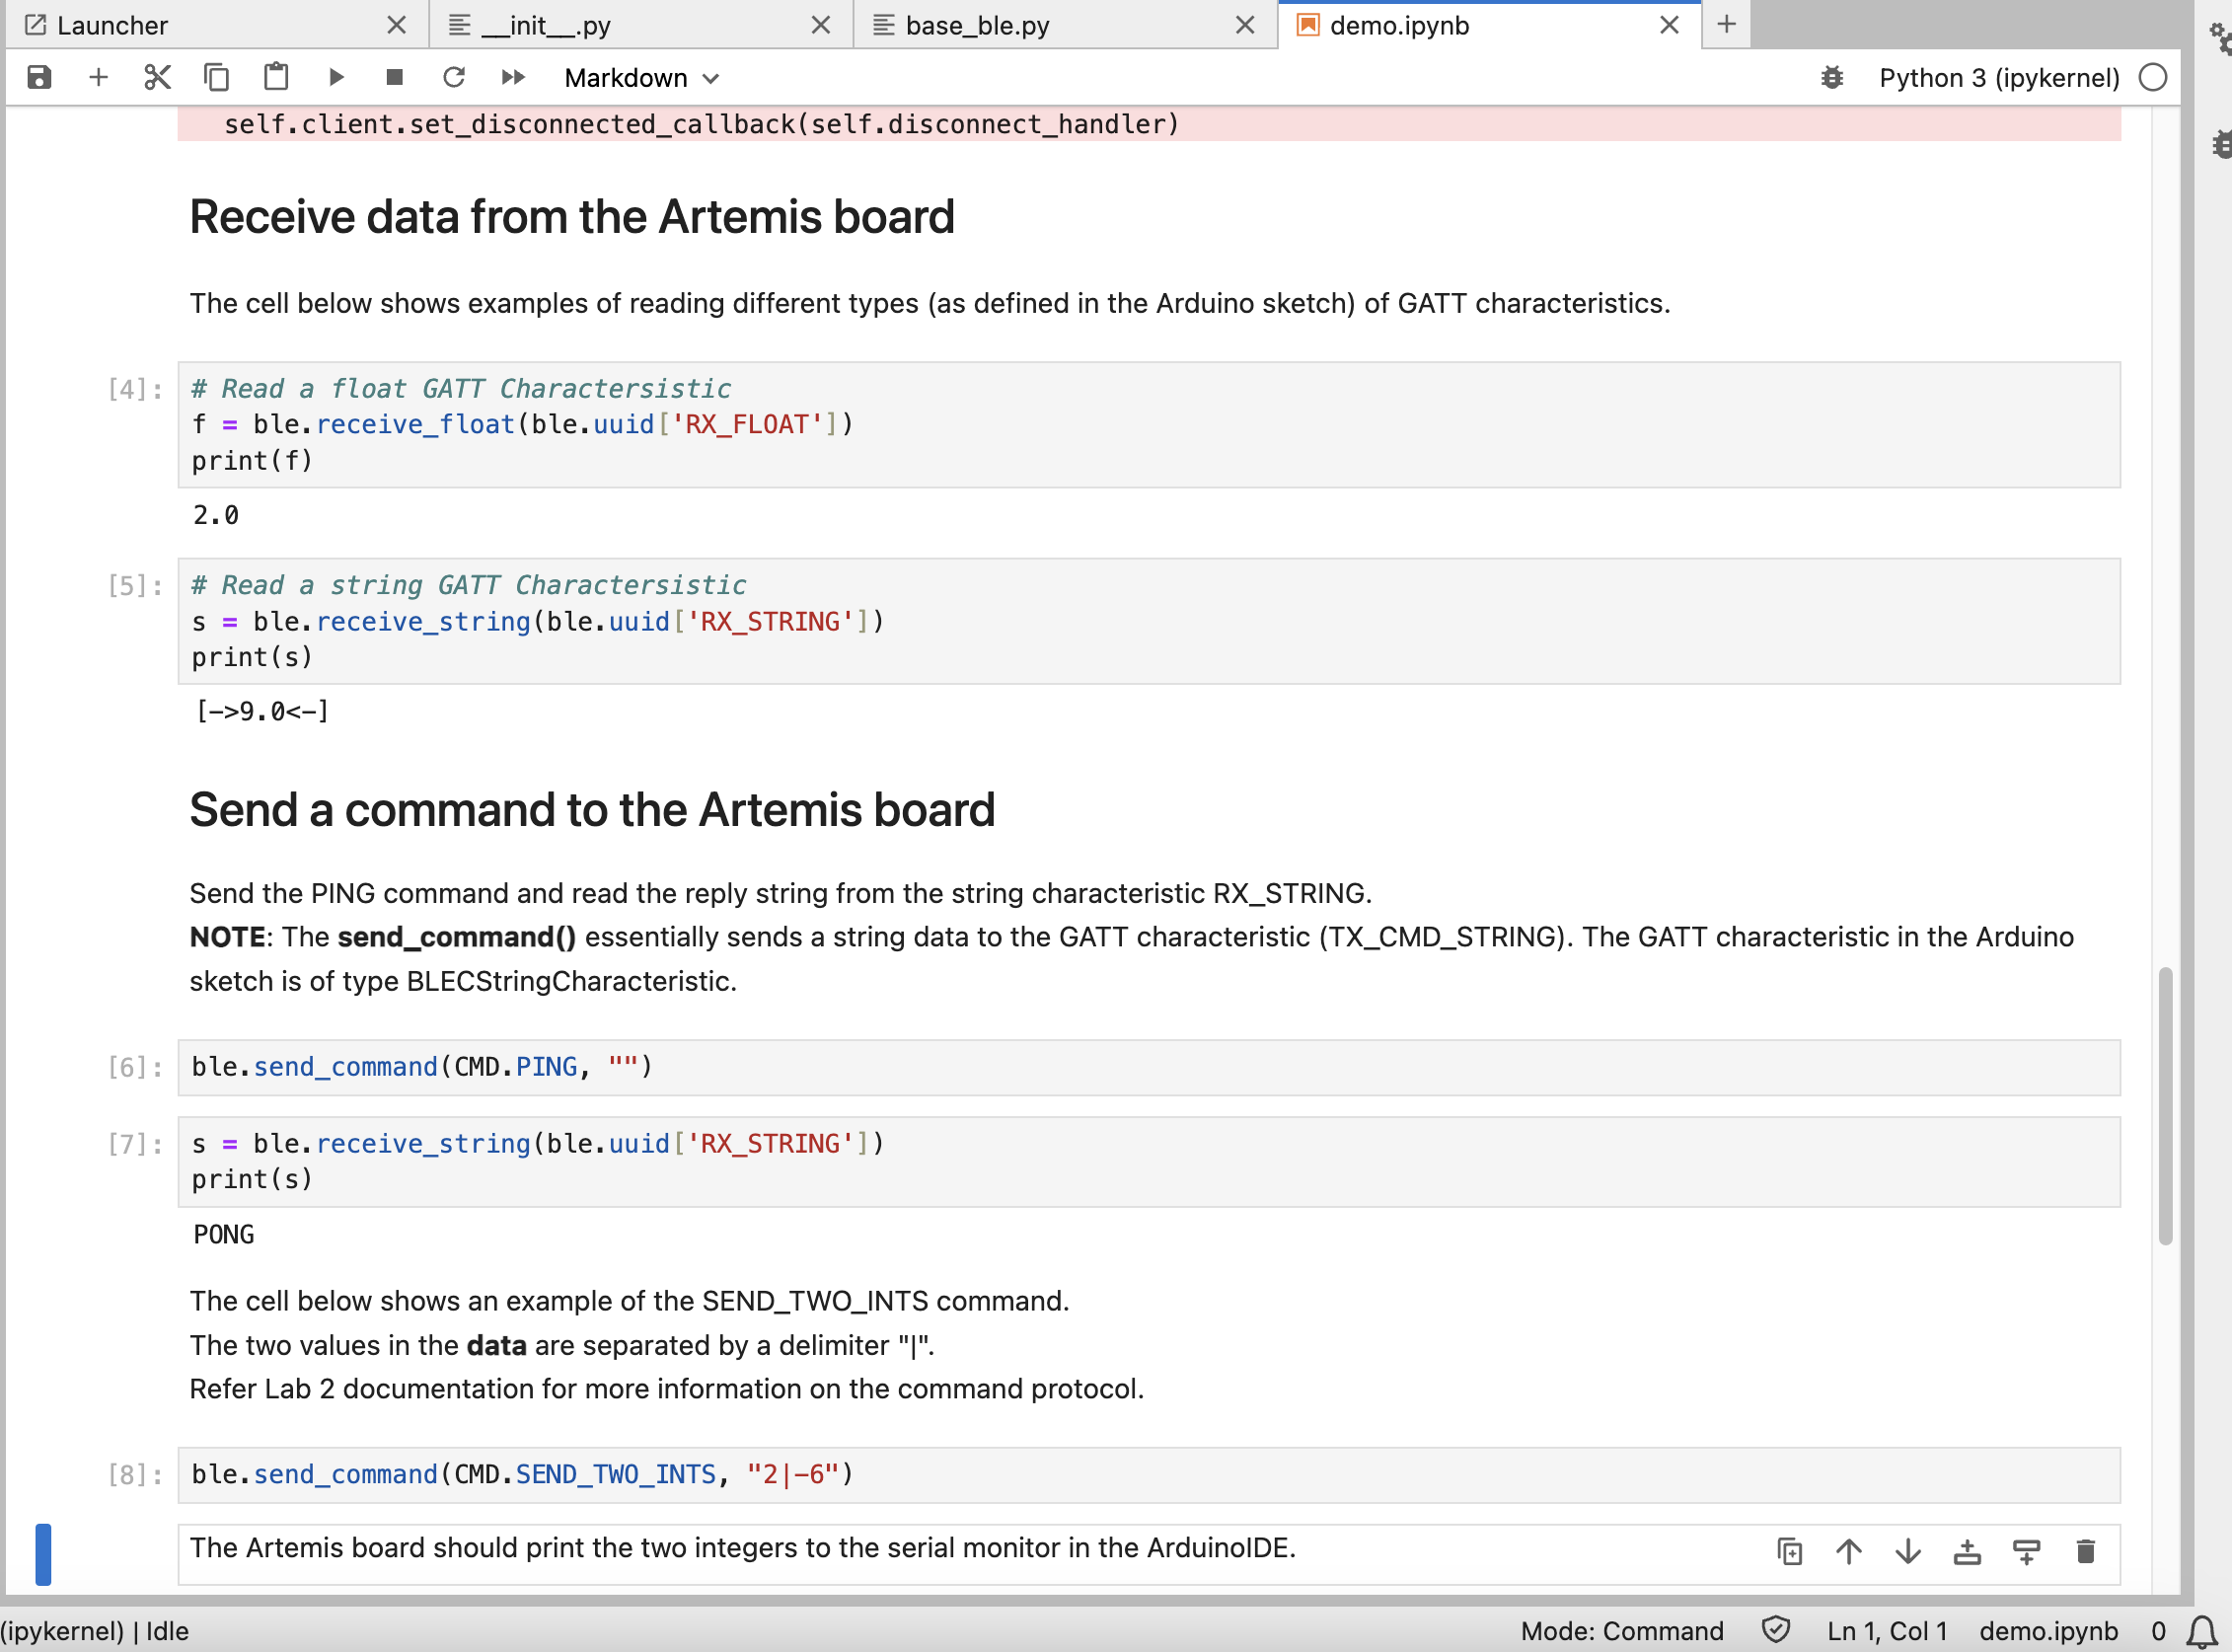 Launcher
__init__.py
base_ble.py
demo.ipynb
Markdown
Python 3 (ipykernel)
self.client.set_disconnected_callback(self.disconnect_handler)
Receive data from the Artemis board
The cell below shows examples of reading different types (as defined in the Arduino sketch) of GATT characteristics.
[4]:
# Read a float GATT Charactersistic
f = ble.receive_float(ble.uuid['RX_FLOAT'])
print(f)
2.0
[5]:
# Read a string GATT Charactersistic
s = ble.receive_string(ble.uuid['RX_STRING'])
print(s)
[->9.0<-]
Send a command to the Artemis board
Send the PING command and read the reply string from the string characteristic RX_STRING.
NOTE: The send_command() essentially sends a string data to the GATT characteristic (TX_CMD_STRING). The GATT characteristic in the Arduino
sketch is of type BLECStringCharacteristic.
[6]:
ble.send_command(CMD.PING, "")
[7]:
s = ble.receive_string(ble.uuid['RX_STRING'])
print(s)
PONG
The cell below shows an example of the SEND_TWO_INTS command.
The two values in the data are separated by a delimiter "|".
Refer Lab 2 documentation for more information on the command protocol.
[8]:
ble.send_command(CMD.SEND_TWO_INTS, "2|-6")
The Artemis board should print the two integers to the serial monitor in the ArduinoIDE.
(ipykernel) | Idle
Mode: Command
Ln 1, Col 1
demo.ipynb
0